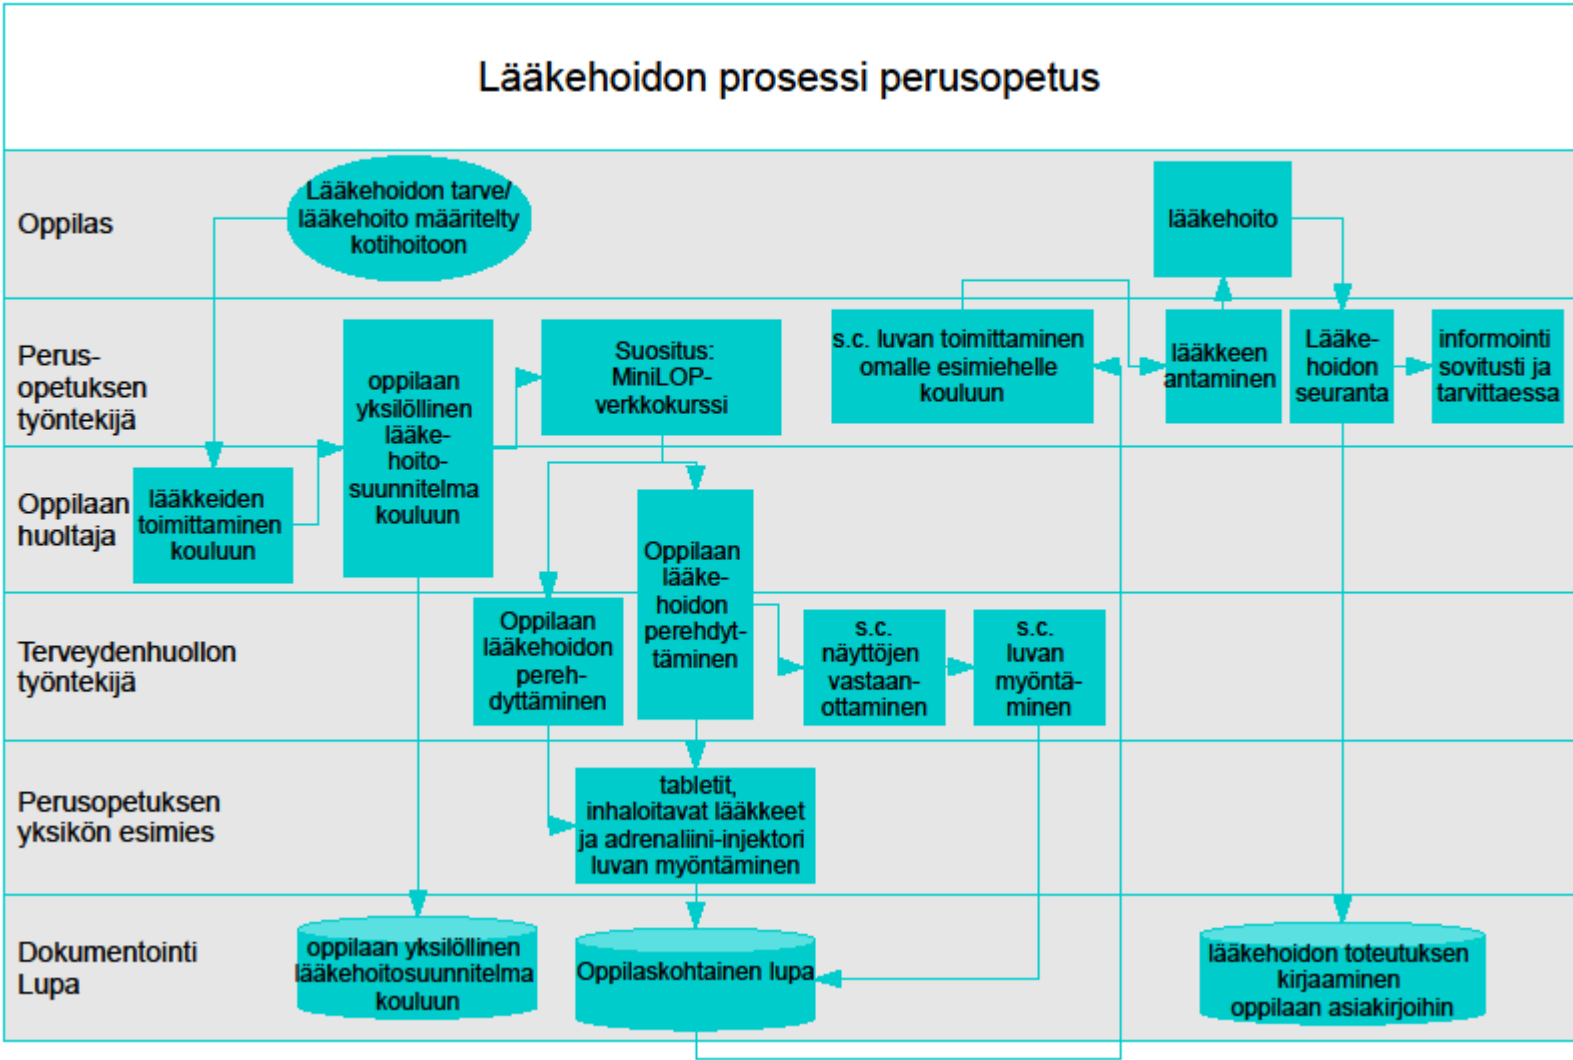 Lääkehoidon prosessi perusopetus
Oppilas
Lääkehoidon tarve/
lääkehoito määritelty
kotihoitoon
lääkehoito
Perus-
opetuksen
työntekijä
oppilaan
yksilöllinen
lääke-
hoito-
suunnitelma
kouluun
Suositus:
MiniLOP-
verkkokurssi
s.c. luvan toimittaminen
omalle esimiehelle
kouluun
lääkkeen
antaminen
Lääke-
hoidon
seuranta
informointi
sovitusti ja
tarvittaessa
Oppilaan
huoltaja
lääkkeiden
toimittaminen
kouluun
Oppilaan
lääke-
hoidon
perehdyt-
täminen
Terveydenhuollon
työntekijä
Oppilaan
lääkehoidon
pereh-
dyttäminen
s.c.
näyttöjen
vastaan-
ottaminen
s.c.
luvan
myöntä-
minen
Perusopetuksen
yksikön esimies
tabletit,
inhaloitavat lääkkeet
ja adrenaliini-injektori
luvan myöntäminen
Dokumentointi
Lupa
oppilaan yksilöllinen
lääkehoitosuunnitelma
kouluun
Oppilaskohtainen lupa
lääkehoidon toteutuksen
kirjaaminen
oppilaan asiakirjoihin